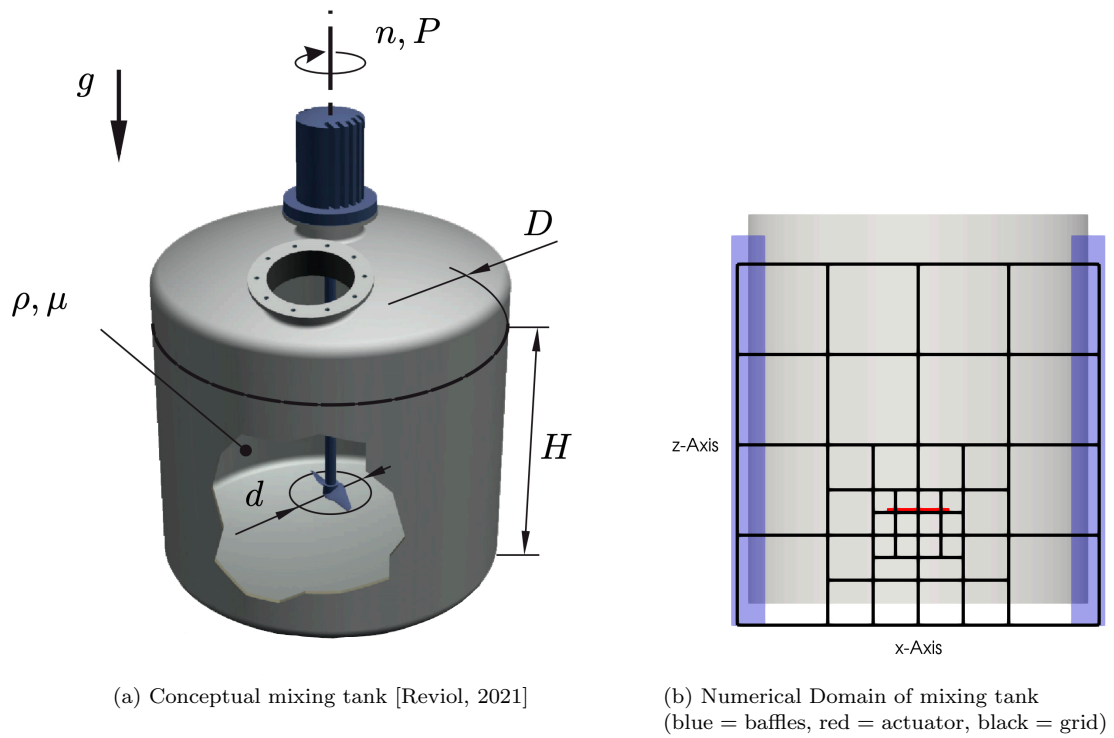 n, P
g
D
ρ, μ
H
d
z-Axis
x-Axis
(a) Conceptual mixing tank [Reviol, 2021]
(b) Numerical Domain of mixing tank
(blue = baffles, red = actuator, black = grid)